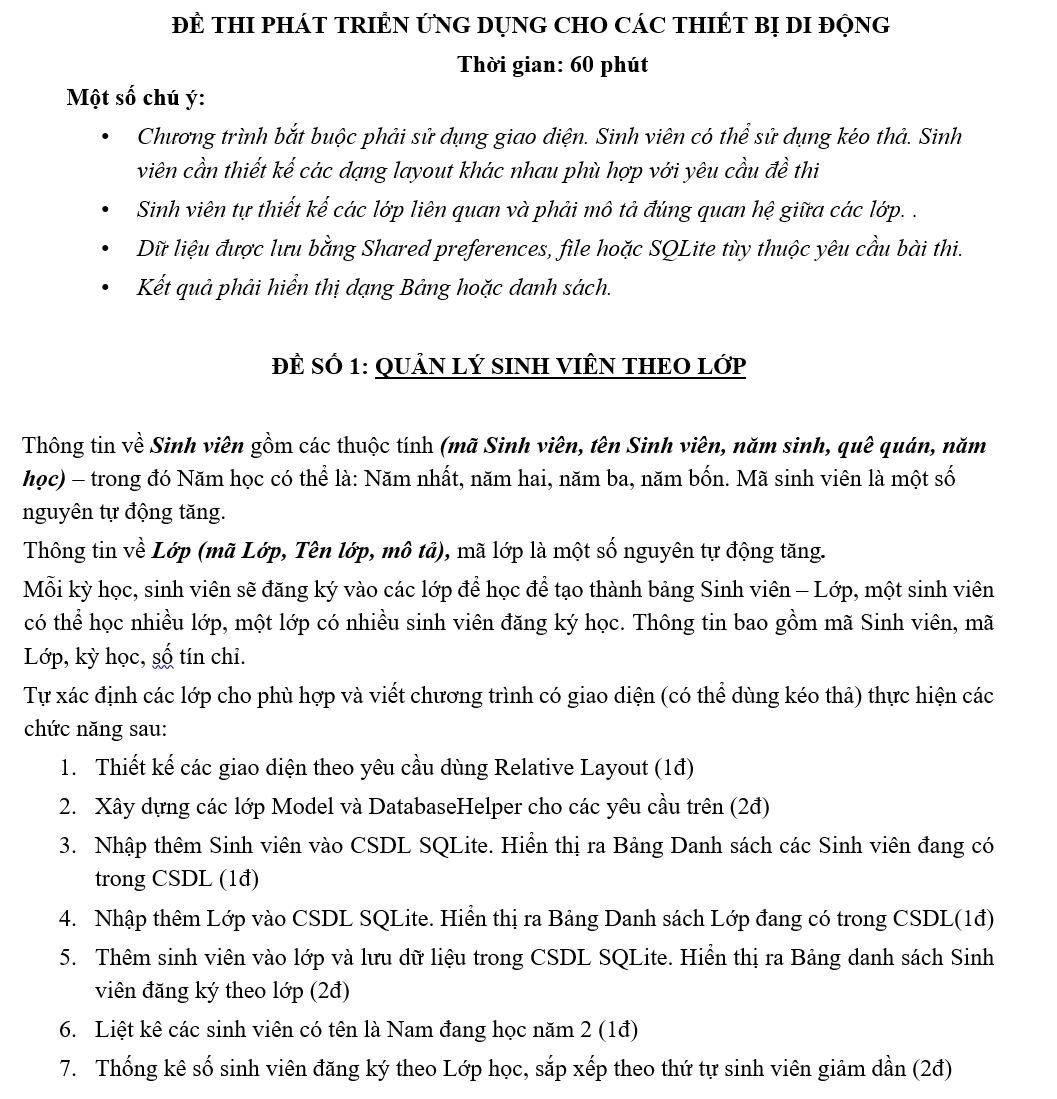 ĐỀ THI PHÁT TRIỂN ỨNG DỤNG CHO CÁC THIẾT BỊ DI ĐỘNG
Thời gian: 60 phút
Một số chú ý:
• Chương trình bắt buộc phải sử dụng giao diện. Sinh viên có thể sử dụng kéo thả. Sinh
viên cần thiết kế các dạng layout khác nhau phù hợp với yêu cầu đề thi
• Sinh viên tự thiết kế các lớp liên quan và phải mô tả đúng quan hệ giữa các lớp. .
• Dữ liệu được lưu bằng Shared preferences, file hoặc SQLite tùy thuộc yêu cầu bài thi.
• Kết quả phải hiển thị dạng Bảng hoặc danh sách.
ĐỀ SỐ 1: QUẢN LÝ SINH VIÊN THEO LỚP
Thông tin về Sinh viên gồm các thuộc tính (mã Sinh viên, tên Sinh viên, năm sinh, quê quán, năm
học) – trong đó Năm học có thể là: Năm nhất, năm hai, năm ba, năm bốn. Mã sinh viên là một số
nguyên tự động tăng.
Thông tin về Lớp (mã Lớp, Tên lớp, mô tả), mã lớp là một số nguyên tự động tăng.
Mỗi kỳ học, sinh viên sẽ đăng ký vào các lớp để học để tạo thành bảng Sinh viên – Lớp, một sinh viên
có thể học nhiều lớp, một lớp có nhiều sinh viên đăng ký học. Thông tin bao gồm mã Sinh viên, mã
Lớp, kỳ học, số tín chỉ.
Tự xác định các lớp cho phù hợp và viết chương trình có giao diện (có thể dùng kéo thả) thực hiện các
chức năng sau:
1. Thiết kế các giao diện theo yêu cầu dùng Relative Layout (1đ)
2. Xây dựng các lớp Model và DatabaseHelper cho các yêu cầu trên (2đ)
3. Nhập thêm Sinh viên vào CSDL SQLite. Hiển thị ra Bảng Danh sách các Sinh viên đang có
trong CSDL (1đ)
4. Nhập thêm Lớp vào CSDL SQLite. Hiển thị ra Bảng Danh sách Lớp đang có trong CSDL(1đ)
5. Thêm sinh viên vào lớp và lưu dữ liệu trong CSDL SQLite. Hiển thị ra Bảng danh sách Sinh
viên đăng ký theo lớp (2đ)
6. Liệt kê các sinh viên có tên là Nam đang học năm 2 (1đ)
7. Thống kê số sinh viên đăng ký theo Lớp học, sắp xếp theo thứ tự sinh viên giảm dần (2đ)